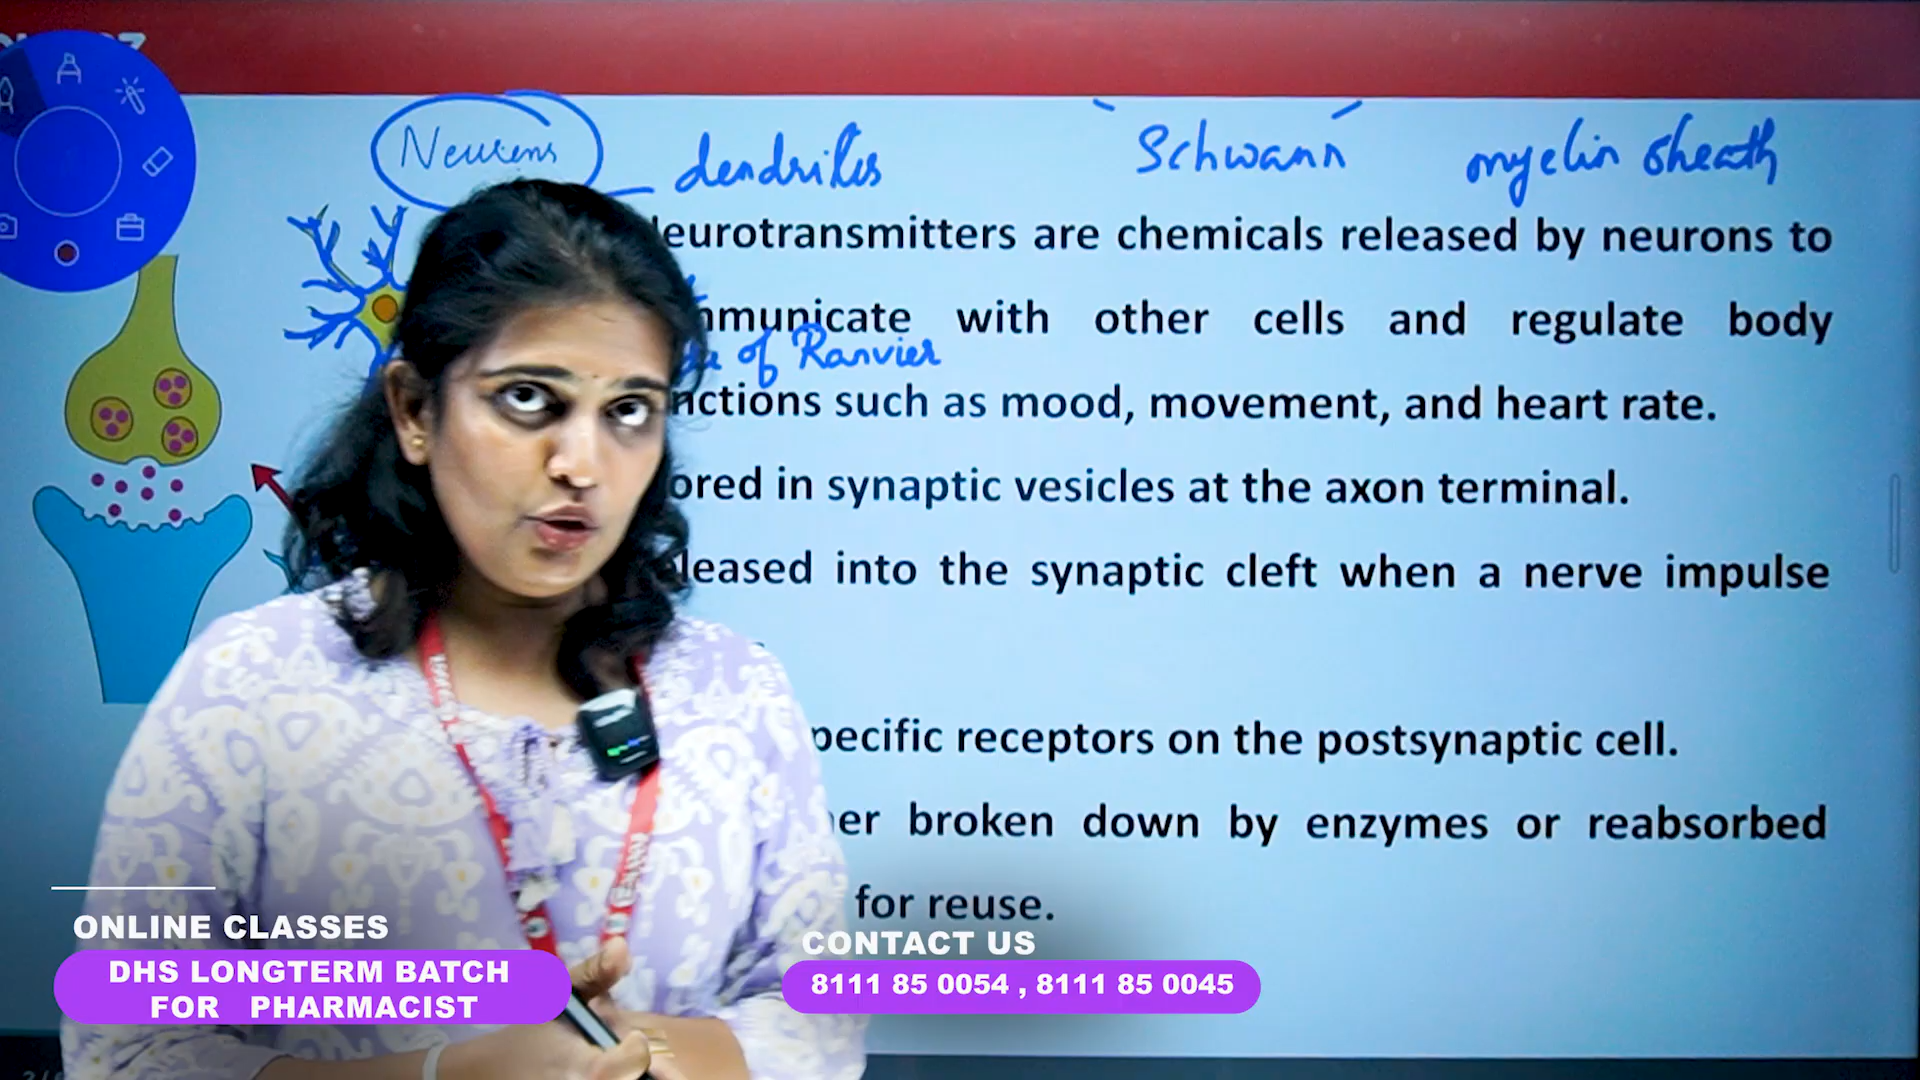 Neurons
dendrites
Schwann
myelin sheath
eurotransmitters are chemicals released by neurons to
mmunicate with other cells and regulate body
of Ranvier
nctions such as mood, movement, and heart rate.
ored in synaptic vesicles at the axon terminal.
leased into the synaptic cleft when a nerve impulse
pecific receptors on the postsynaptic cell.
her broken down by enzymes or reabsorbed
for reuse.
ONLINE CLASSES
DHS LONGTERM BATCH
FOR PHARMACIST
CONTACT US
8111 85 0054 , 8111 85 0045